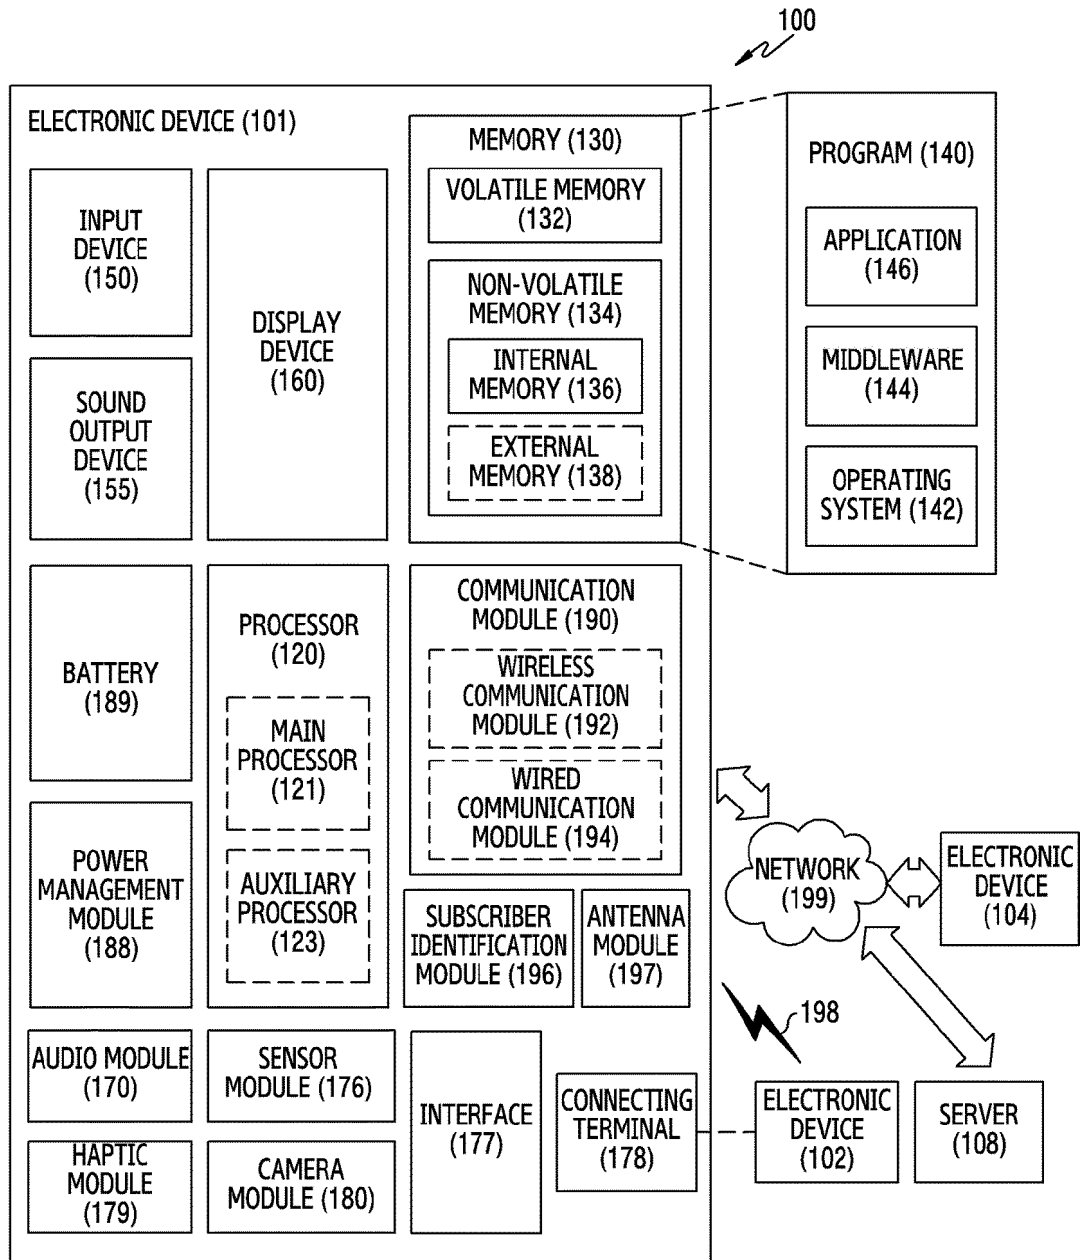 100
ELECTRONIC DEVICE (101)
INPUT
DEVICE
(150)
SOUND
OUTPUT
DEVICE
(155)
DISPLAY
DEVICE
(160)
MEMORY (130)
VOLATILE MEMORY
(132)
NON-VOLATILE
MEMORY (134)
INTERNAL
MEMORY (136)
EXTERNAL
MEMORY (138)
PROGRAM (140)
APPLICATION
(146)
MIDDLEWARE
(144)
OPERATING
SYSTEM (142)
BATTERY
(189)
POWER
MANAGEMENT
MODULE
(188)
PROCESSOR
(120)
MAIN
PROCESSOR
(121)
AUXILIARY
PROCESSOR
(123)
COMMUNICATION
MODULE (190)
WIRELESS
COMMUNICATION
MODULE (192)
WIRED
COMMUNICATION
MODULE (194)
SUBSCRIBER
IDENTIFICATION
MODULE (196)
ANTENNA
MODULE
(197)
NETWORK
(199)
ELECTRONIC
DEVICE
(104)
198
AUDIO MODULE
(170)
SENSOR
MODULE (176)
HAPTIC
MODULE
(179)
CAMERA
MODULE (180)
INTERFACE
(177)
CONNECTING
TERMINAL
(178)
ELECTRONIC
DEVICE
(102)
SERVER
(108)